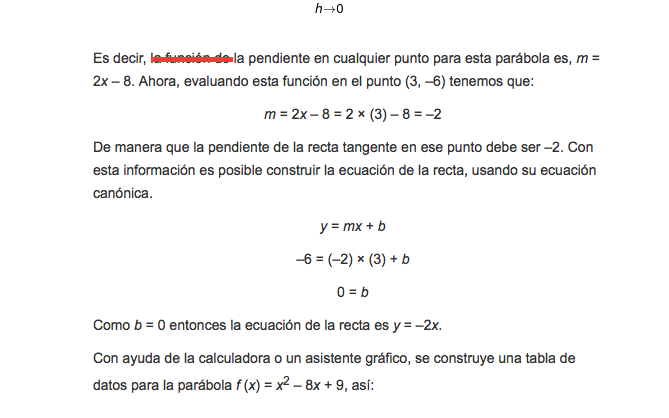 h→0
Es decir, la función de la pendiente en cualquier punto para esta parábola es, m =
2x – 8. Ahora, evaluando esta función en el punto (3, –6) tenemos que:
m = 2x – 8 = 2 × (3) – 8 = –2
De manera que la pendiente de la recta tangente en ese punto debe ser –2. Con
esta información es posible construir la ecuación de la recta, usando su ecuación
canónica.
y = mx + b
–6 = (–2) × (3) + b
0 = b
Como b = 0 entonces la ecuación de la recta es y = –2x.
Con ayuda de la calculadora o un asistente gráfico, se construye una tabla de
datos para la parábola f (x) = x² – 8x + 9, así: